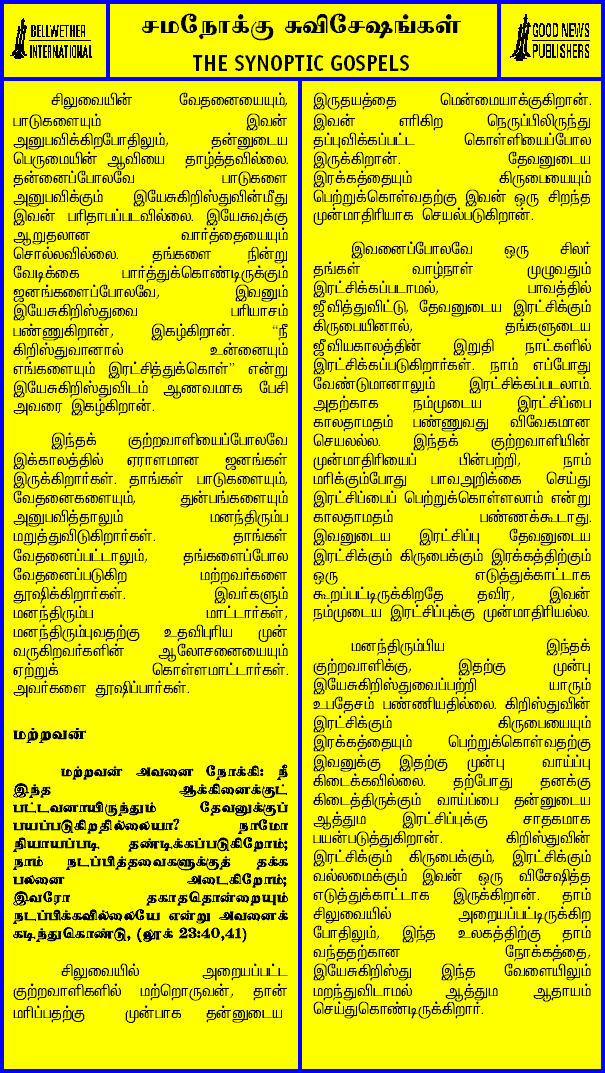 BELLWETHER
INTERNATIONAL
சமநோக்கு சுவிசேஷங்கள்
THE SYNOPTIC GOSPELS
GOOD NEWS
PUBLISHERS
சிலுவையின் வேதனையையும்,
பாடுகளையும் இவன்
அனுபவிக்கிறபோதிலும், தன்னுடைய
பெருமையின் ஆவியை தாழ்த்தவில்லை.
தன்னைப்போலவே பாடுகளை
அனுபவிக்கும் இயேசுகிறிஸ்துவின்மீது
இவன் பரிதாபப்படவில்லை. இயேசுவுக்கு
ஆறுதலான வார்த்தையையும்
சொல்லவில்லை. தங்களை நின்று
வேடிக்கை பார்த்துக்கொண்டிருக்கும்
ஜனங்களைப்போலவே, இவனும்
இயேசுகிறிஸ்துவை பரியாசம்
பண்ணுகிறான், இகழ்கிறான். “நீ
கிறிஸ்துவானால் உன்னையும்
எங்களையும் இரட்சித்துக்கொள்” என்று
இயேசுகிறிஸ்துவிடம் ஆணவமாக பேசி
அவரை இகழ்கிறான்.
இந்தக் குற்றவாளியைப்போலவே
இக்காலத்தில் ஏராளமான ஜனங்கள்
இருக்கிறார்கள். தாங்கள் பாடுகளையும்,
வேதனைகளையும், துன்பங்களையும்
அனுபவித்தாலும் மனந்திரும்ப
மறுத்துவிடுகிறார்கள். தாங்கள்
வேதனைப்பட்டாலும், தங்களைப்போல
வேதனைப்படுகிற மற்றவர்களை
தூஷிக்கிறார்கள். இவர்களும்
மனந்திரும்ப மாட்டார்கள்,
மனந்திரும்புவதற்கு உதவிபுரிய முன்
வருகிறவர்களின் ஆலோசனையையும்
ஏற்றுக் கொள்ளமாட்டார்கள்.
அவர்களை தூஷிப்பார்கள்.
மற்றவன்
மற்றவன் அவனை நோக்கி: நீ
இந்த ஆக்கினைக்குட்
பட்டவனாயிருந்தும் தேவனுக்குப்
பயப்படுகிறதில்லையா? நாமோ
நியாயப்படி தண்டிக்கப்படுகிறோம்;
நாம் நடப்பித்தவைகளுக்குத் தக்க
பலனை அடைகிறோம்;
இவரோ தகாததொன்றையும்
நடப்பிக்கவில்லையே என்று அவனைக்
கடிந்துகொண்டு, (லூக் 23:40,41)
சிலுவையில் அறையப்பட்ட
குற்றவாளிகளில் மற்றொருவன், தான்
மரிப்பதற்கு முன்பாக தன்னுடைய
இருதயத்தை மென்மையாக்குகிறான்.
இவன் எரிகிற நெருப்பிலிருந்து
தப்புவிக்கப்பட்ட கொள்ளியைப்போல
இருக்கிறான். தேவனுடைய
இரக்கத்தையும் கிருபையையும்
பெற்றுக்கொள்வதற்கு இவன் ஒரு சிறந்த
முன்மாதிரியாக செயல்படுகிறான்.
இவனைப்போலவே ஒரு சிலர்
தங்கள் வாழ்நாள் முழுவதும்
இரட்சிக்கப்படாமல், பாவத்தில்
ஜீவித்துவிட்டு, தேவனுடைய இரட்சிக்கும்
கிருபையினால், தங்களுடைய
ஜீவியகாலத்தின் இறுதி நாட்களில்
இரட்சிக்கப்படுகிறார்கள். நாம் எப்போது
வேண்டுமானாலும் இரட்சிக்கப்படலாம்.
அதற்காக நம்முடைய இரட்சிப்பை
காலதாமதம் பண்ணுவது விவேகமான
செயலல்ல. இந்தக் குற்றவாளியின்
முன்மாதிரியைப் பின்பற்றி, நாம்
மரிக்கும்போது பாவஅறிக்கை செய்து
இரட்சிப்பைப் பெற்றுக்கொள்ளலாம் என்று
காலதாமதம் பண்ணக்கூடாது.
இவனுடைய இரட்சிப்பு தேவனுடைய
இரட்சிக்கும் கிருபைக்கும் இரக்கத்திற்கும்
ஒரு எடுத்துக்காட்டாக
கூறப்பட்டிருக்கிறதே தவிர, இவன்
நம்முடைய இரட்சிப்புக்கு முன்மாதிரியல்ல.
மனந்திரும்பிய இந்தக்
குற்றவாளிக்கு, இதற்கு முன்பு
இயேசுகிறிஸ்துவைப்பற்றி யாரும்
உபதேசம் பண்ணியதில்லை. கிறிஸ்துவின்
இரட்சிக்கும் கிருபையையும்
இரக்கத்தையும் பெற்றுக்கொள்வதற்கு
இவனுக்கு இதற்கு முன்பு வாய்ப்பு
கிடைக்கவில்லை. தற்போது தனக்கு
கிடைத்திருக்கும் வாய்ப்பை தன்னுடைய
ஆத்தும இரட்சிப்புக்கு சாதகமாக
பயன்படுத்துகிறான். கிறிஸ்துவின்
இரட்சிக்கும் கிருபைக்கும், இரட்சிக்கும்
வல்லமைக்கும் இவன் ஒரு விசேஷித்த
எடுத்துக்காட்டாக இருக்கிறான். தாம்
சிலுவையில் அறையப்பட்டிருக்கிற
போதிலும், இந்த உலகத்திற்கு தாம்
வந்ததற்கான நோக்கத்தை,
இயேசுகிறிஸ்து இந்த வேளையிலும்
மறந்துவிடாமல் ஆத்தும ஆதாயம்
செய்துகொண்டிருக்கிறார்.